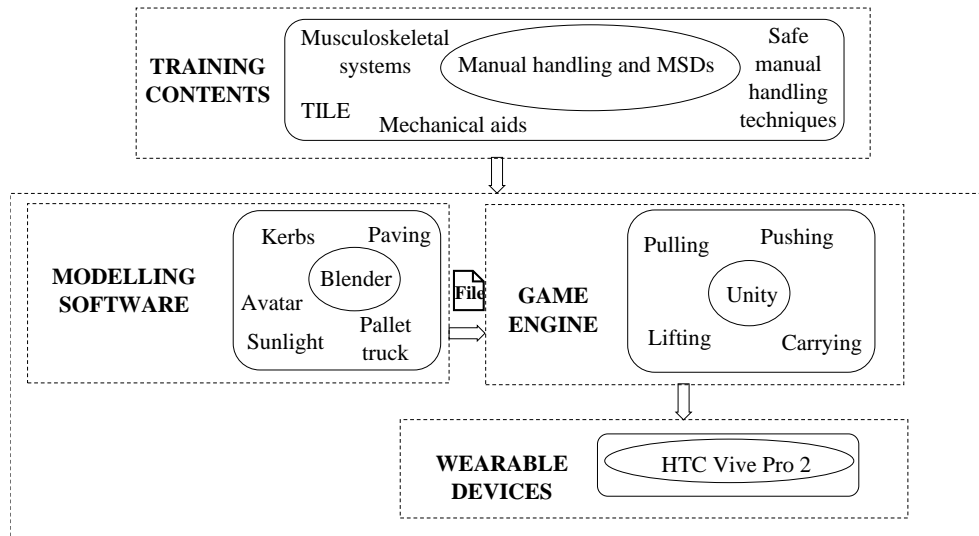 TRAINING
CONTENTS
Musculoskeletal
systems
Manual handling and MSDs
Safe
manual
handling
techniques
TILE
Mechanical aids
MODELLING
SOFTWARE
Kerbs
Paving
Blender
Avatar
Sunlight
Pallet
truck
File
GAME
ENGINE
Pulling
Pushing
Unity
Lifting
Carrying
WEARABLE
DEVICES
HTC Vive Pro 2